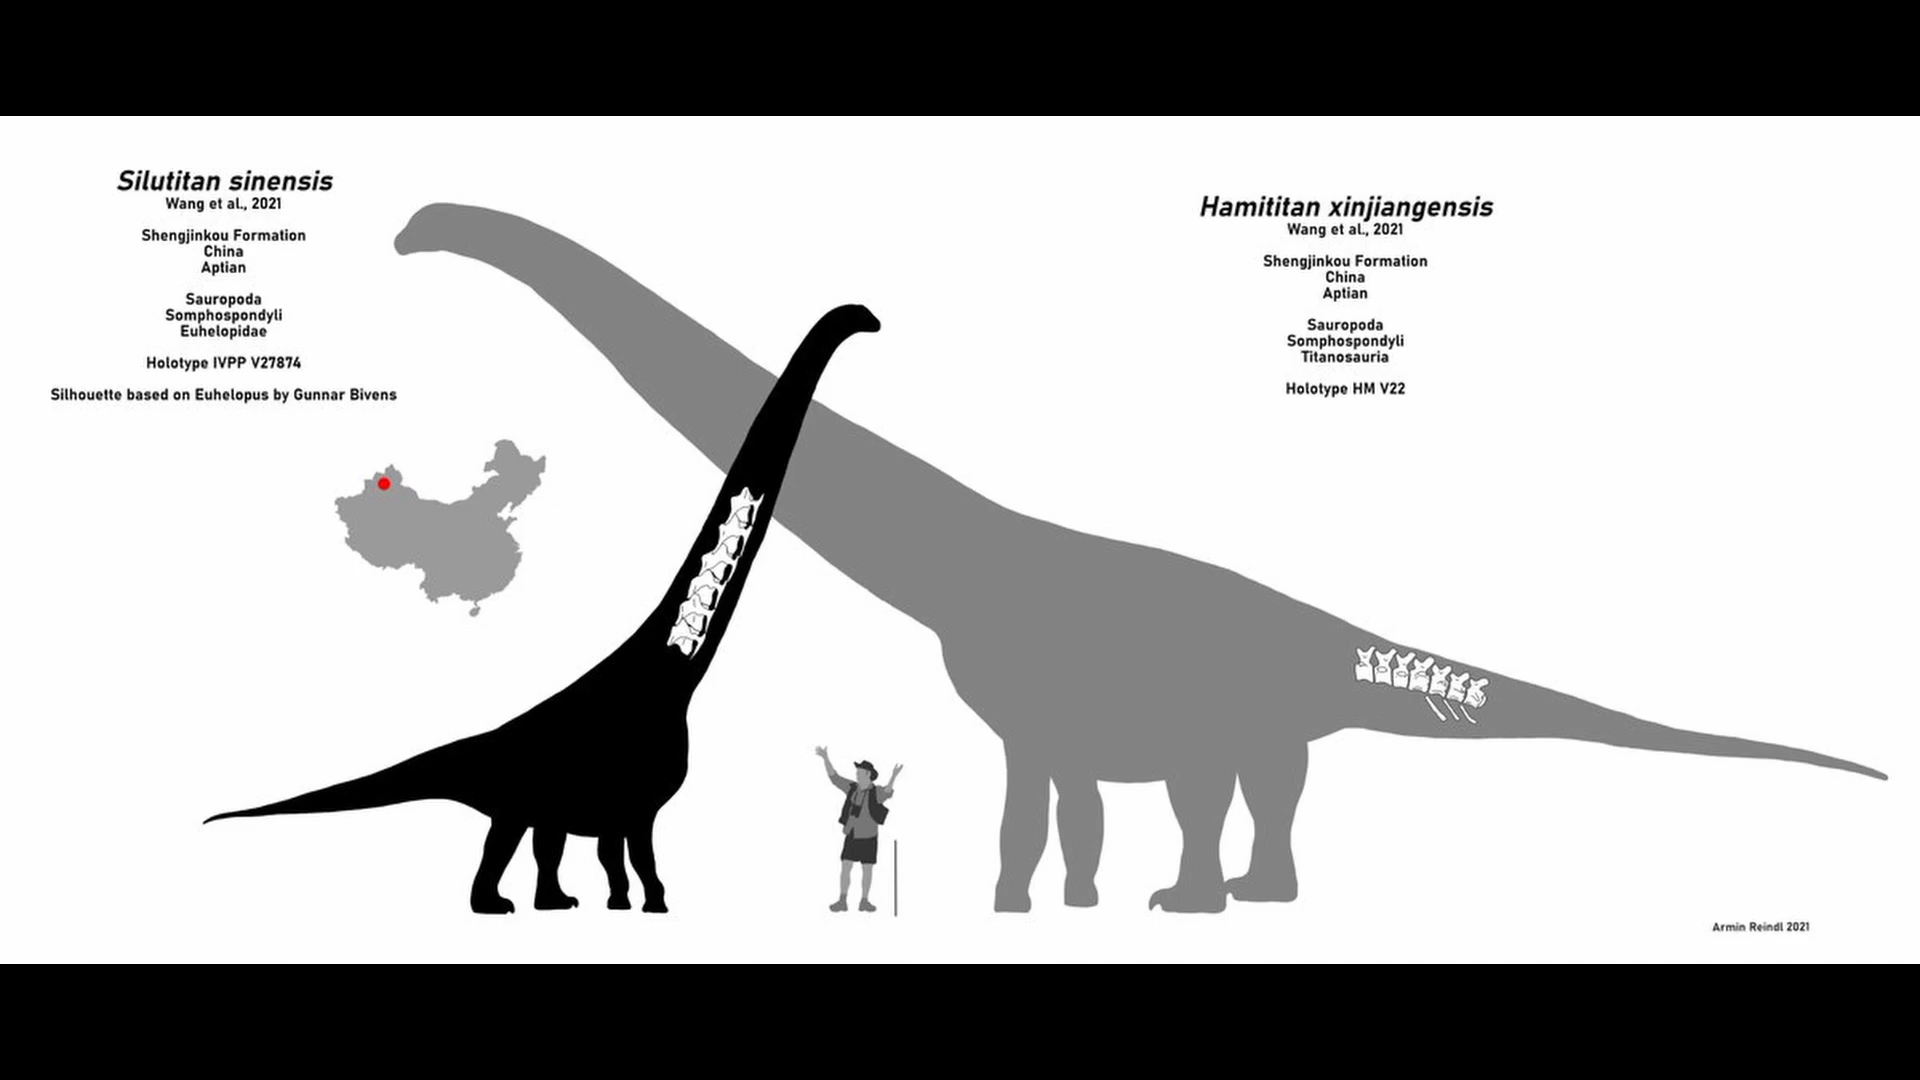 Silutitan sinensis
Wang et al., 2021
Shengjinkou Formation
China
Aptian
Sauropoda
Somphospondyli
Euhelopidae
Holotype IVPP V27874
Silhouette based on Euhelopus by Gunnar Bivens
Hamititan xinjiangensis
Wang et al., 2021
Shengjinkou Formation
China
Aptian
Sauropoda
Somphospondyli
Titanosauria
Holotype HM V22
Armin Reindl 2021